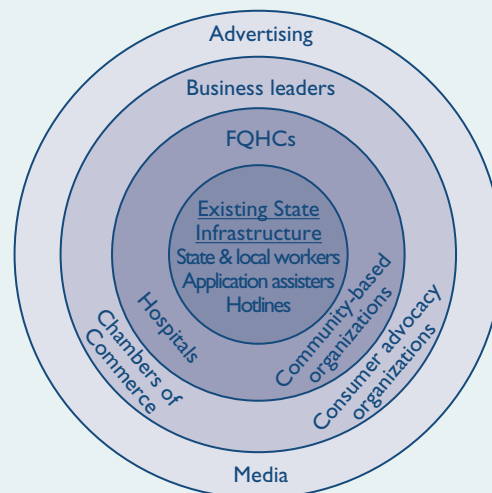 Advertising
Business leaders
FQHCs
Existing State
Infrastructure
State & local workers
Application assisters
Hotlines
Hospitals
Community-based
organizations
Chambers of
Commerce
Consumer advocacy
organizations
Media